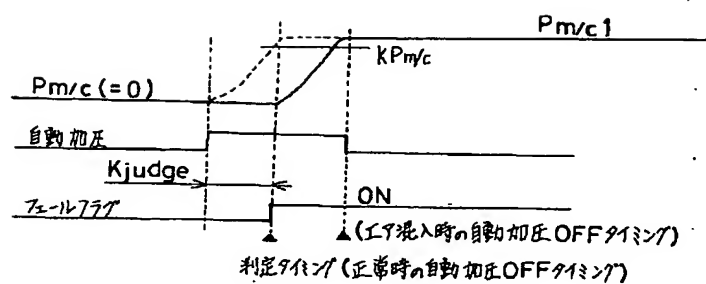 Pm/c1
KPm/c
Pm/c(=0)
自動加圧
Kjudge
ON
フェールフラグ
(エア混入時の自動加圧OFFタイミング)
判定タイミング(正常時の自動加圧OFFタイミング)